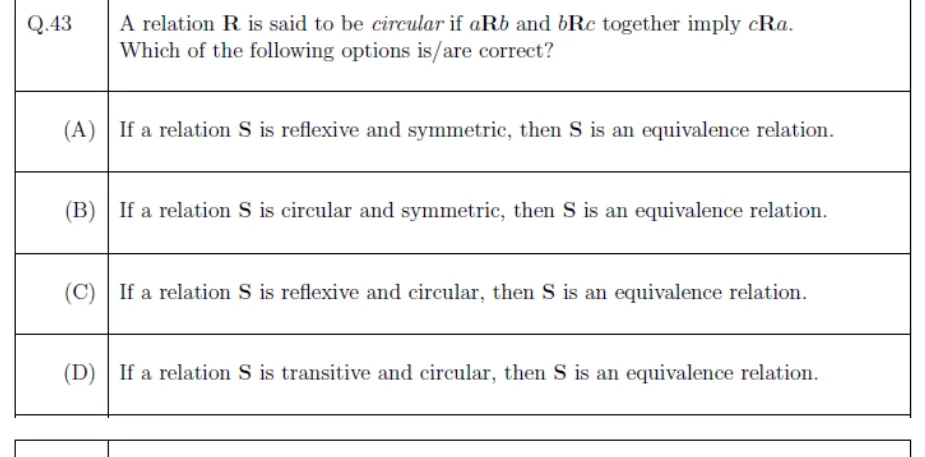 Q.43 A relation R is said to be circular if aRb and bRc together imply cRa.
Which of the following options is/are correct?
(A) If a relation S is reflexive and symmetric, then S is an equivalence relation.
(B) If a relation S is circular and symmetric, then S is an equivalence relation.
(C) If a relation S is reflexive and circular, then S is an equivalence relation.
(D) If a relation S is transitive and circular, then S is an equivalence relation.